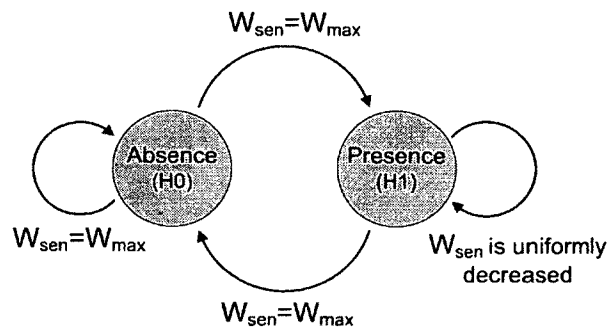 W_sen=W_max
Absence
(H0)
Presence
(H1)
W_sen=W_max
W_sen is uniformly
decreased
W_sen=W_max